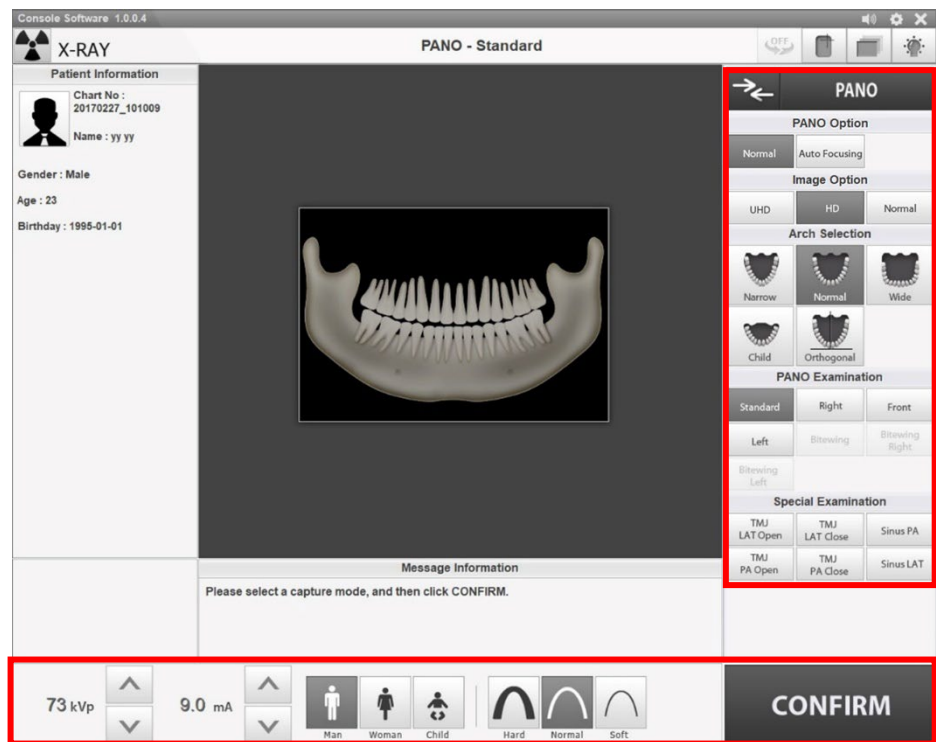 Console Software 1.0.0.4
X-RAY
PANO - Standard
OFF
Patient Information
Chart No :
20170227_101009
Name : yy yy
Gender : Male
Age : 23
Birthday : 1995-01-01
PANO
PANO Option
Normal
Auto Focusing
Image Option
UHD
HD
Normal
Arch Selection
Narrow
Normal
Wide
Child
Orthogonal
PANO Examination
Standard
Right
Front
Left
Bitewing
Bitewing
Right
Bitewing
Left
Special Examination
TMJ
LAT Open
TMJ
LAT Close
Sinus PA
TMJ
PA Open
TMJ
PA Close
Sinus LAT
Message Information
Please select a capture mode, and then click CONFIRM.
73 kVp
9.0 mA
Man
Woman
Child
Hard
Normal
Soft
CONFIRM